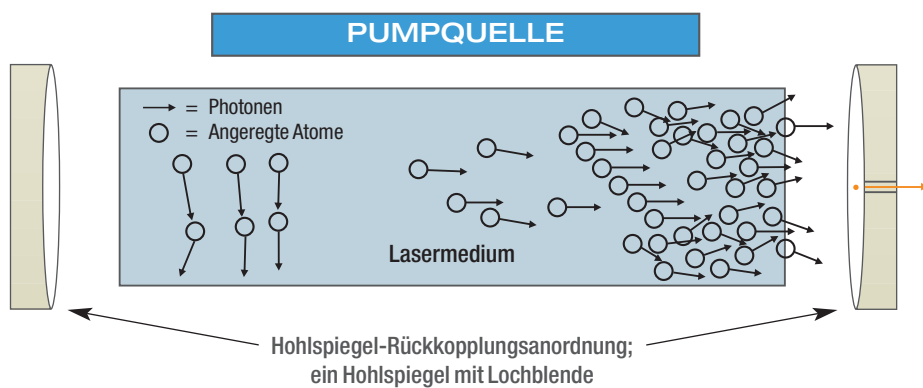 PUMPQUELLE
= Photonen
= Angeregte Atome
Lasermedium
Hohlspiegel-Rückkopplungsanordnung;
ein Hohlspiegel mit Lochblende